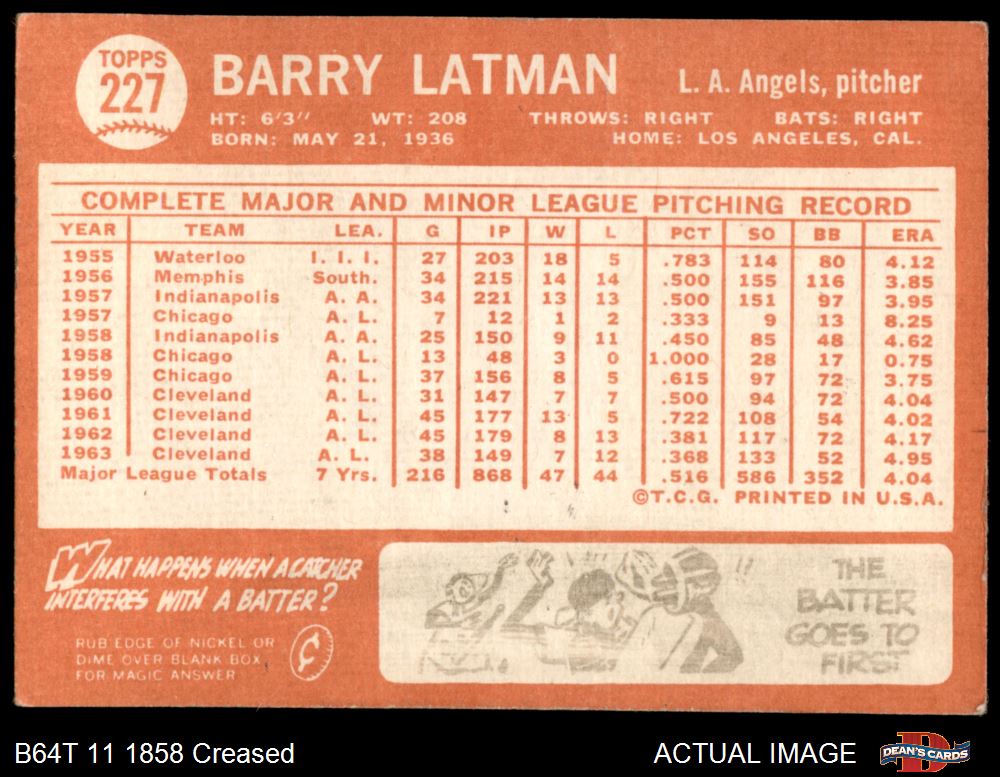 TOPPS
227
BARRY LATMAN
L. A. Angels, pitcher
HT: 6'3" WT: 208 THROWS: RIGHT BATS: RIGHT
BORN: MAY 21, 1936 HOME: LOS ANGELES, CAL.
COMPLETE MAJOR AND MINOR LEAGUE PITCHING RECORD
YEAR TEAM LEA. G IP W L PCT SO BB ERA
1955 Waterloo I. I. I. 27 203 18 5 .783 114 80 4.12
1956 Memphis South. 34 215 14 14 .500 155 116 3.85
1957 Indianapolis A. A. 34 221 13 13 .500 151 97 3.95
1957 Chicago A. L. 7 12 1 2 .333 9 13 8.25
1958 Indianapolis A. A. 25 150 9 11 .450 85 48 4.62
1958 Chicago A. L. 13 48 3 0 1.000 28 17 0.75
1959 Chicago A. L. 37 156 8 5 .615 97 72 3.75
1960 Cleveland A. L. 31 147 7 7 .500 94 72 4.04
1961 Cleveland A. L. 45 177 13 5 .722 108 54 4.02
1962 Cleveland A. L. 45 179 8 13 .381 117 72 4.17
1963 Cleveland A. L. 38 149 7 12 .368 133 52 4.95
Major League Totals 7 Yrs. 216 868 47 44 .516 586 352 4.04
©T.C.G. PRINTED IN U.S.A.
WHAT HAPPENS WHEN A CATCHER
INTERFERES WITH A BATTER?
RUB EDGE OF NICKEL OR
DIME OVER BLANK BOX
FOR MAGIC ANSWER
¢
THE
BATTER
GOES TO
FIRST
B64T 11 1858 Creased
ACTUAL IMAGE
DEAN'S CARDS